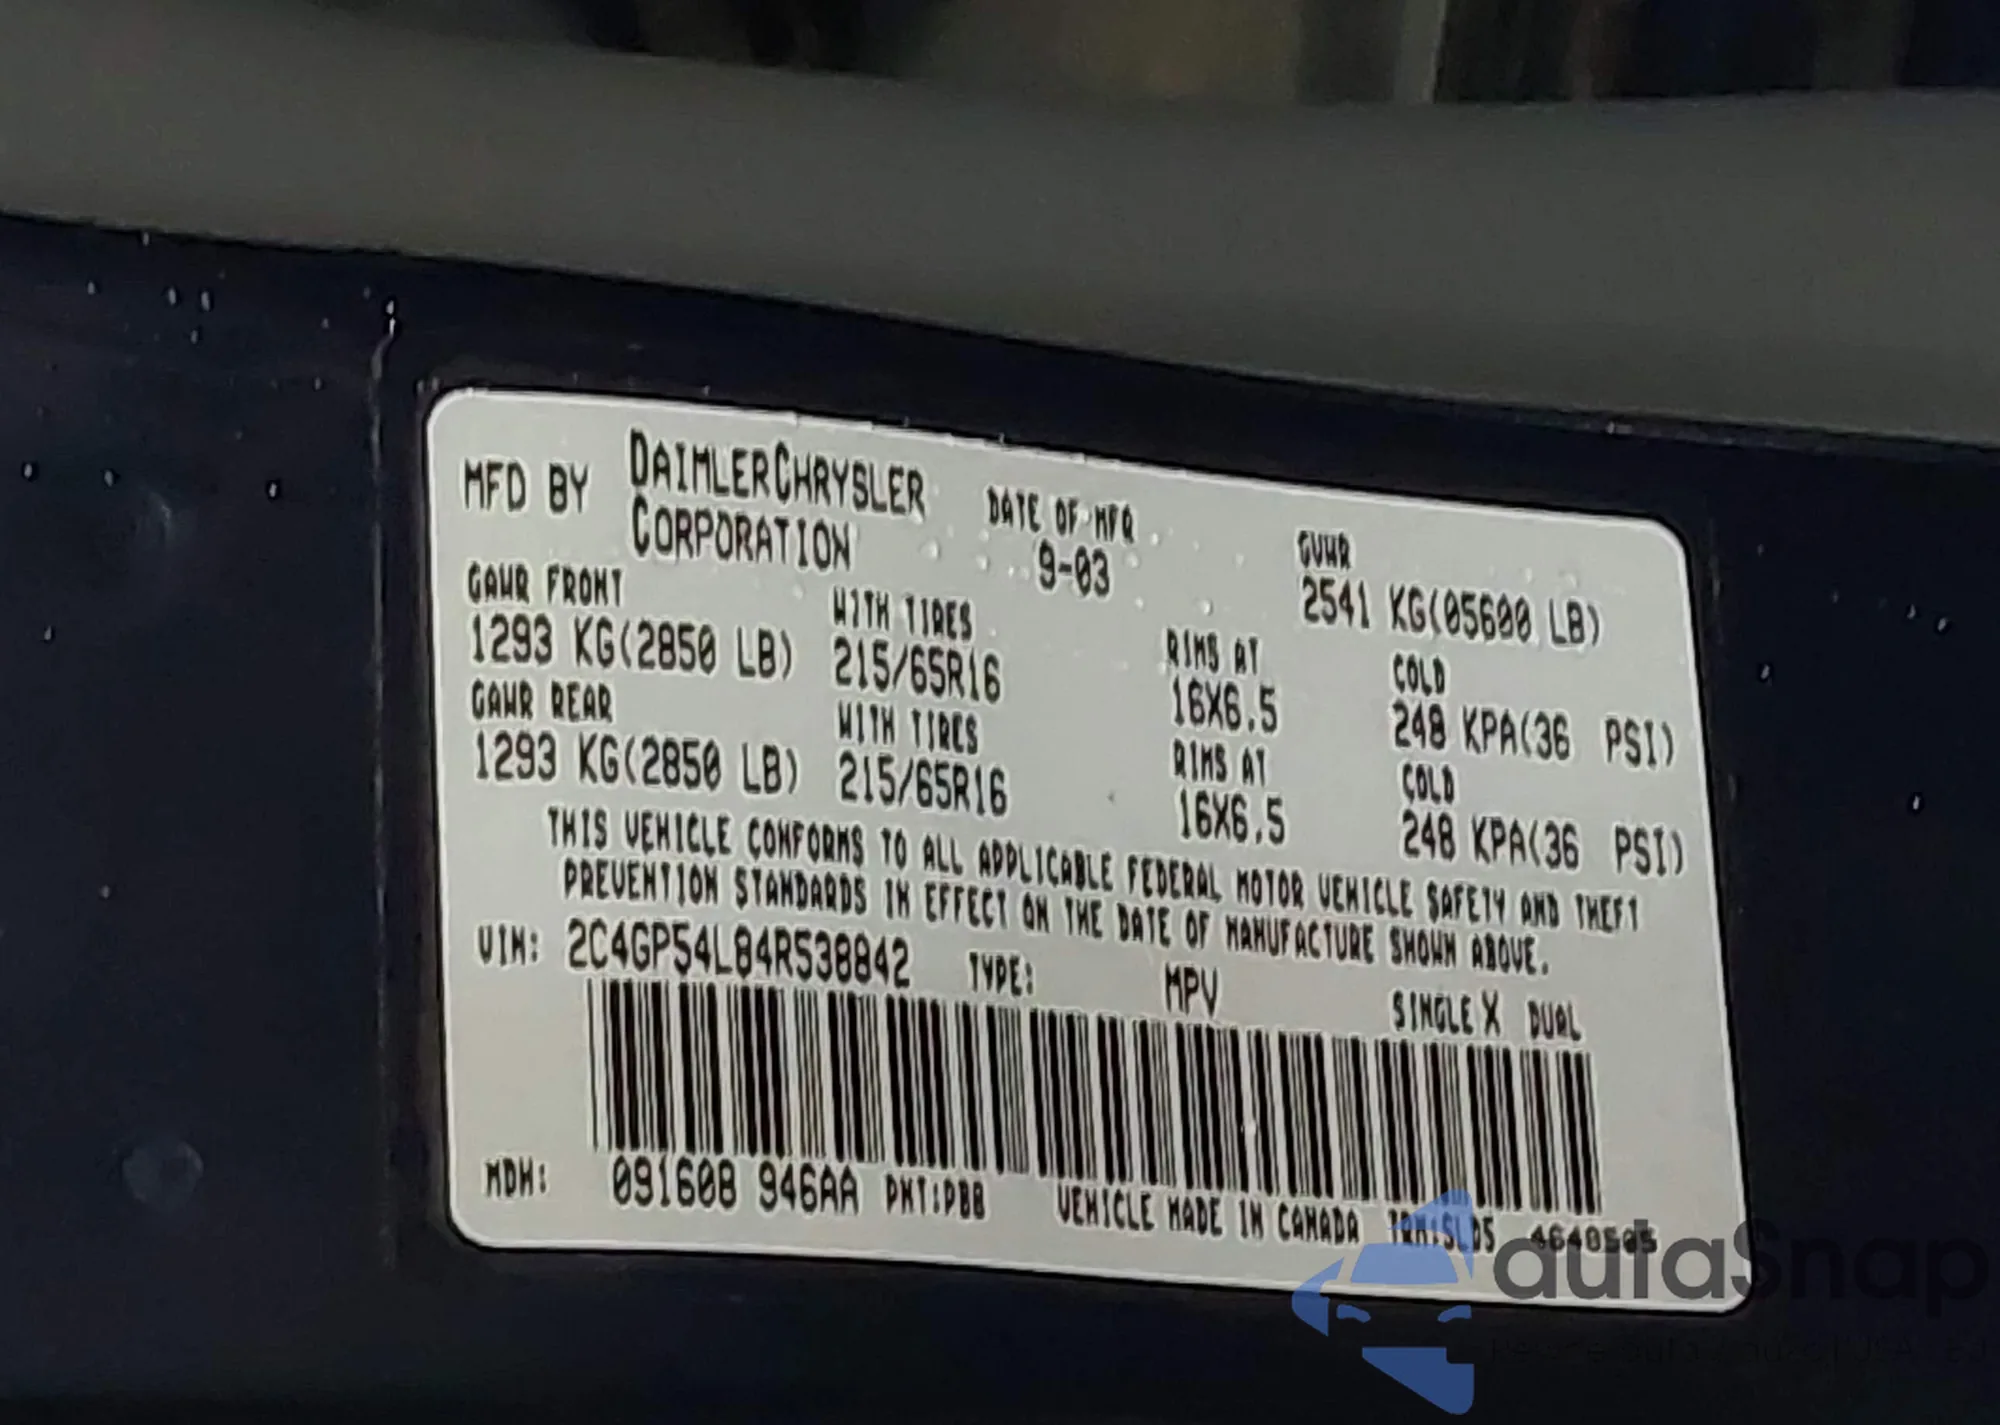 MFD BY DAIMLERCHRYSLER CORPORATION
DATE OF MFR 9-03
GVWR 2541 KG(05600 LB)
GAWR FRONT WITH TIRES RIMS AT COLD
1293 KG(2850 LB) 215/65R16 16X6.5 248 KPA(36 PSI)
GAWR REAR WITH TIRES RIMS AT COLD
1293 KG(2850 LB) 215/65R16 16X6.5 248 KPA(36 PSI)
THIS VEHICLE CONFORMS TO ALL APPLICABLE FEDERAL MOTOR VEHICLE SAFETY AND THEFT
PREVENTION STANDARDS IN EFFECT ON THE DATE OF MANUFACTURE SHOWN ABOVE.
VIN: 2C4GP54L84R538842 TYPE: MPV SINGLE X DUAL
MDH: 091608 946AA PNT:PB8 VEHICLE MADE IN CANADA TRM:SLD5 4648505
autaSnap